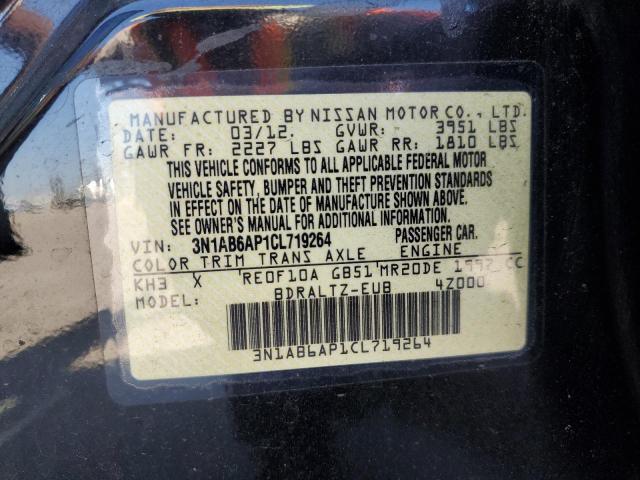 MANUFACTURED BY NISSAN MOTOR CO., LTD.
DATE: 03/12. GVWR: 3951 LBS
GAWR FR: 2227 LBS GAWR RR: 1810 LBS
THIS VEHICLE CONFORMS TO ALL APPLICABLE FEDERAL MOTOR
VEHICLE SAFETY, BUMPER AND THEFT PREVENTION STANDARDS
IN EFFECT ON THE DATE OF MANUFACTURE SHOWN ABOVE.
SEE OWNER'S MANUAL FOR ADDITIONAL INFORMATION.
VIN: 3N1AB6AP1CL719264 PASSENGER CAR.
COLOR TRIM TRANS AXLE ENGINE
KH3 X RE0F10A GB51 MR20DE 1997 CC
MODEL: BDRALTZ-EUB 4Z000
3N1AB6AP1CL719264